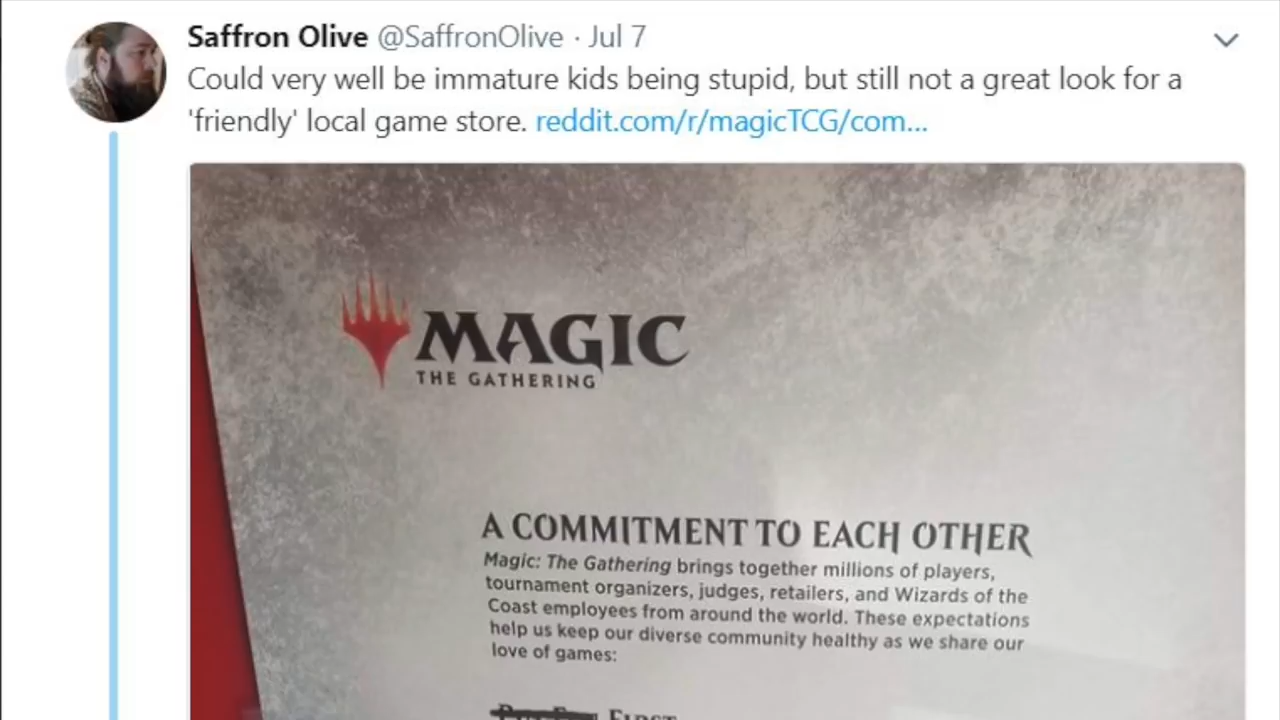 Saffron Olive @SaffronOlive · Jul 7
Could very well be immature kids being stupid, but still not a great look for a
'friendly' local game store. reddit.com/r/magicTCG/com...
MAGIC
THE GATHERING
A COMMITMENT TO EACH OTHER
Magic: The Gathering brings together millions of players,
tournament organizers, judges, retailers, and Wizards of the
Coast employees from around the world. These expectations
help us keep our diverse community healthy as we share our
love of games:
First